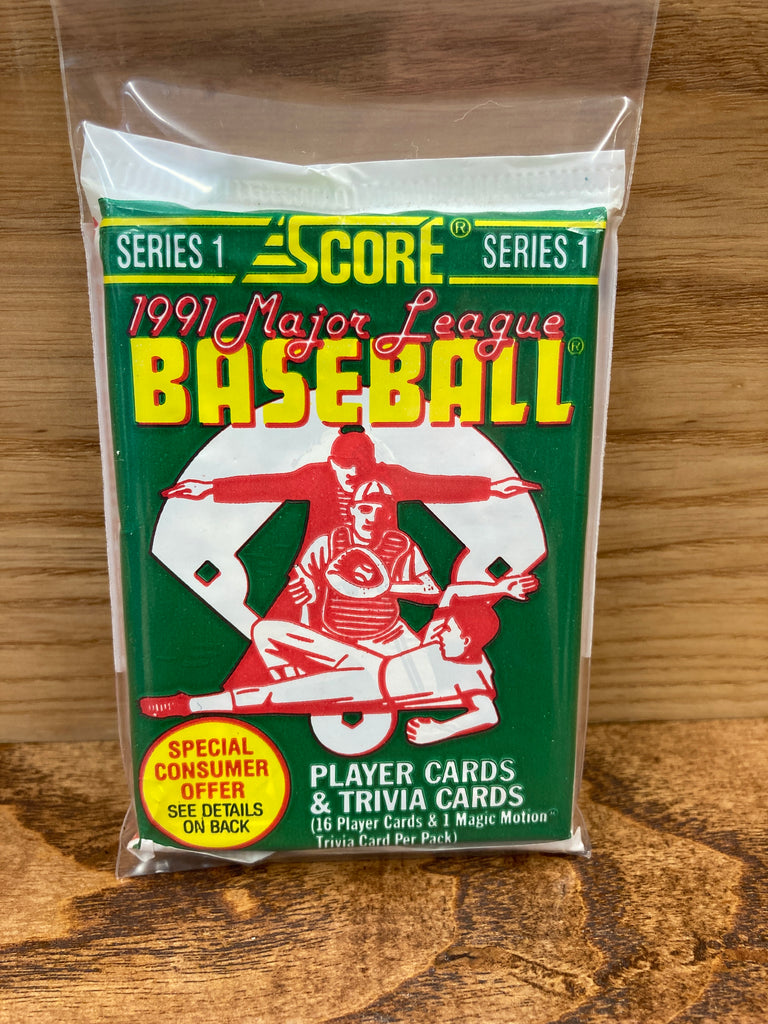 SERIES 1 SCORE® SERIES 1
1991 Major League
BASEBALL®
SPECIAL
CONSUMER
OFFER
SEE DETAILS
ON BACK
PLAYER CARDS
& TRIVIA CARDS
(16 Player Cards & 1 Magic Motion™
Trivia Card Per Pack)